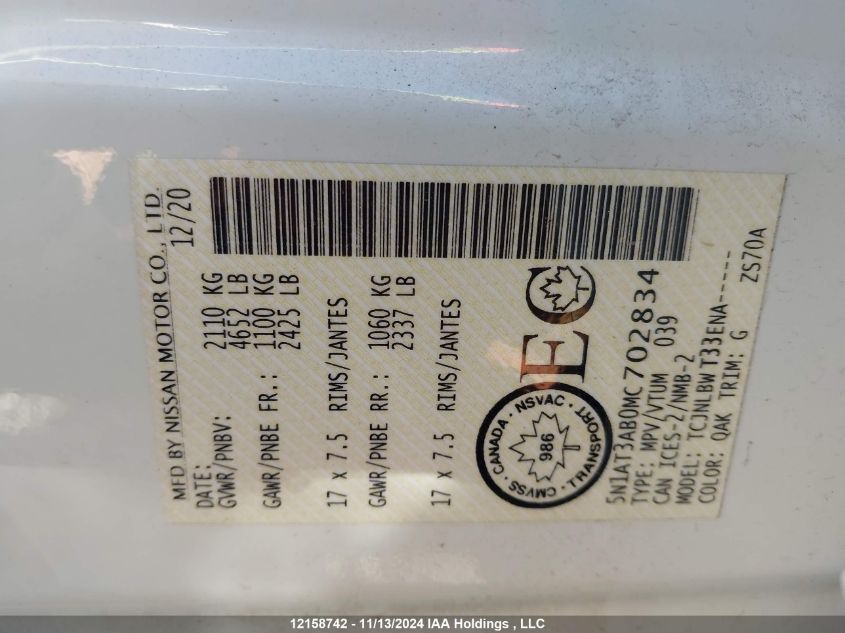 MFD BY NISSAN MOTOR CO., LTD.
DATE: 12/20
GVWR/PNBV: 2110 KG
4652 LB
GAWR/PNBE FR.: 1100 KG
2425 LB
17 x 7.5 RIMS/JANTES
GAWR/PNBE RR.: 1060 KG
2337 LB
17 x 7.5 RIMS/JANTES
CANADA · NSVAC · TRANSPORT · CMVSS ·
986
EC
5N1AT3AB0MC702834
TYPE: MPV/VTUM 039
CAN ICES-2/NMB-2
MODEL: TCJNLBWT33ENA-----
COLOR: QAK TRIM: G ZS70A
12158742 - 11/13/2024 IAA Holdings , LLC